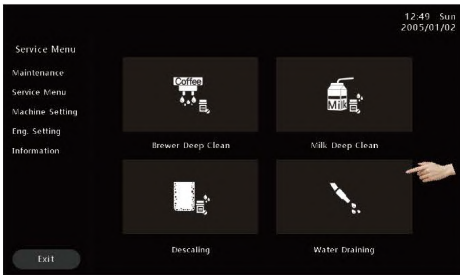 12:49 Sun
2005/01/02
Service Menu
Maintenance
Service Menu
Machine Setting
Eng. Setting
Information
Exit
Coffee
Brewer Deep Clean
Milk
Milk Deep Clean
Descaling
Water Draining